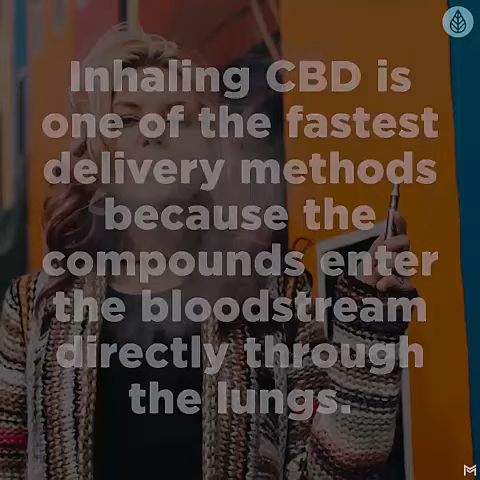 Inhaling CBD is
one of the fastest
delivery methods
because the
compounds enter
the bloodstream
directly through
the lungs.